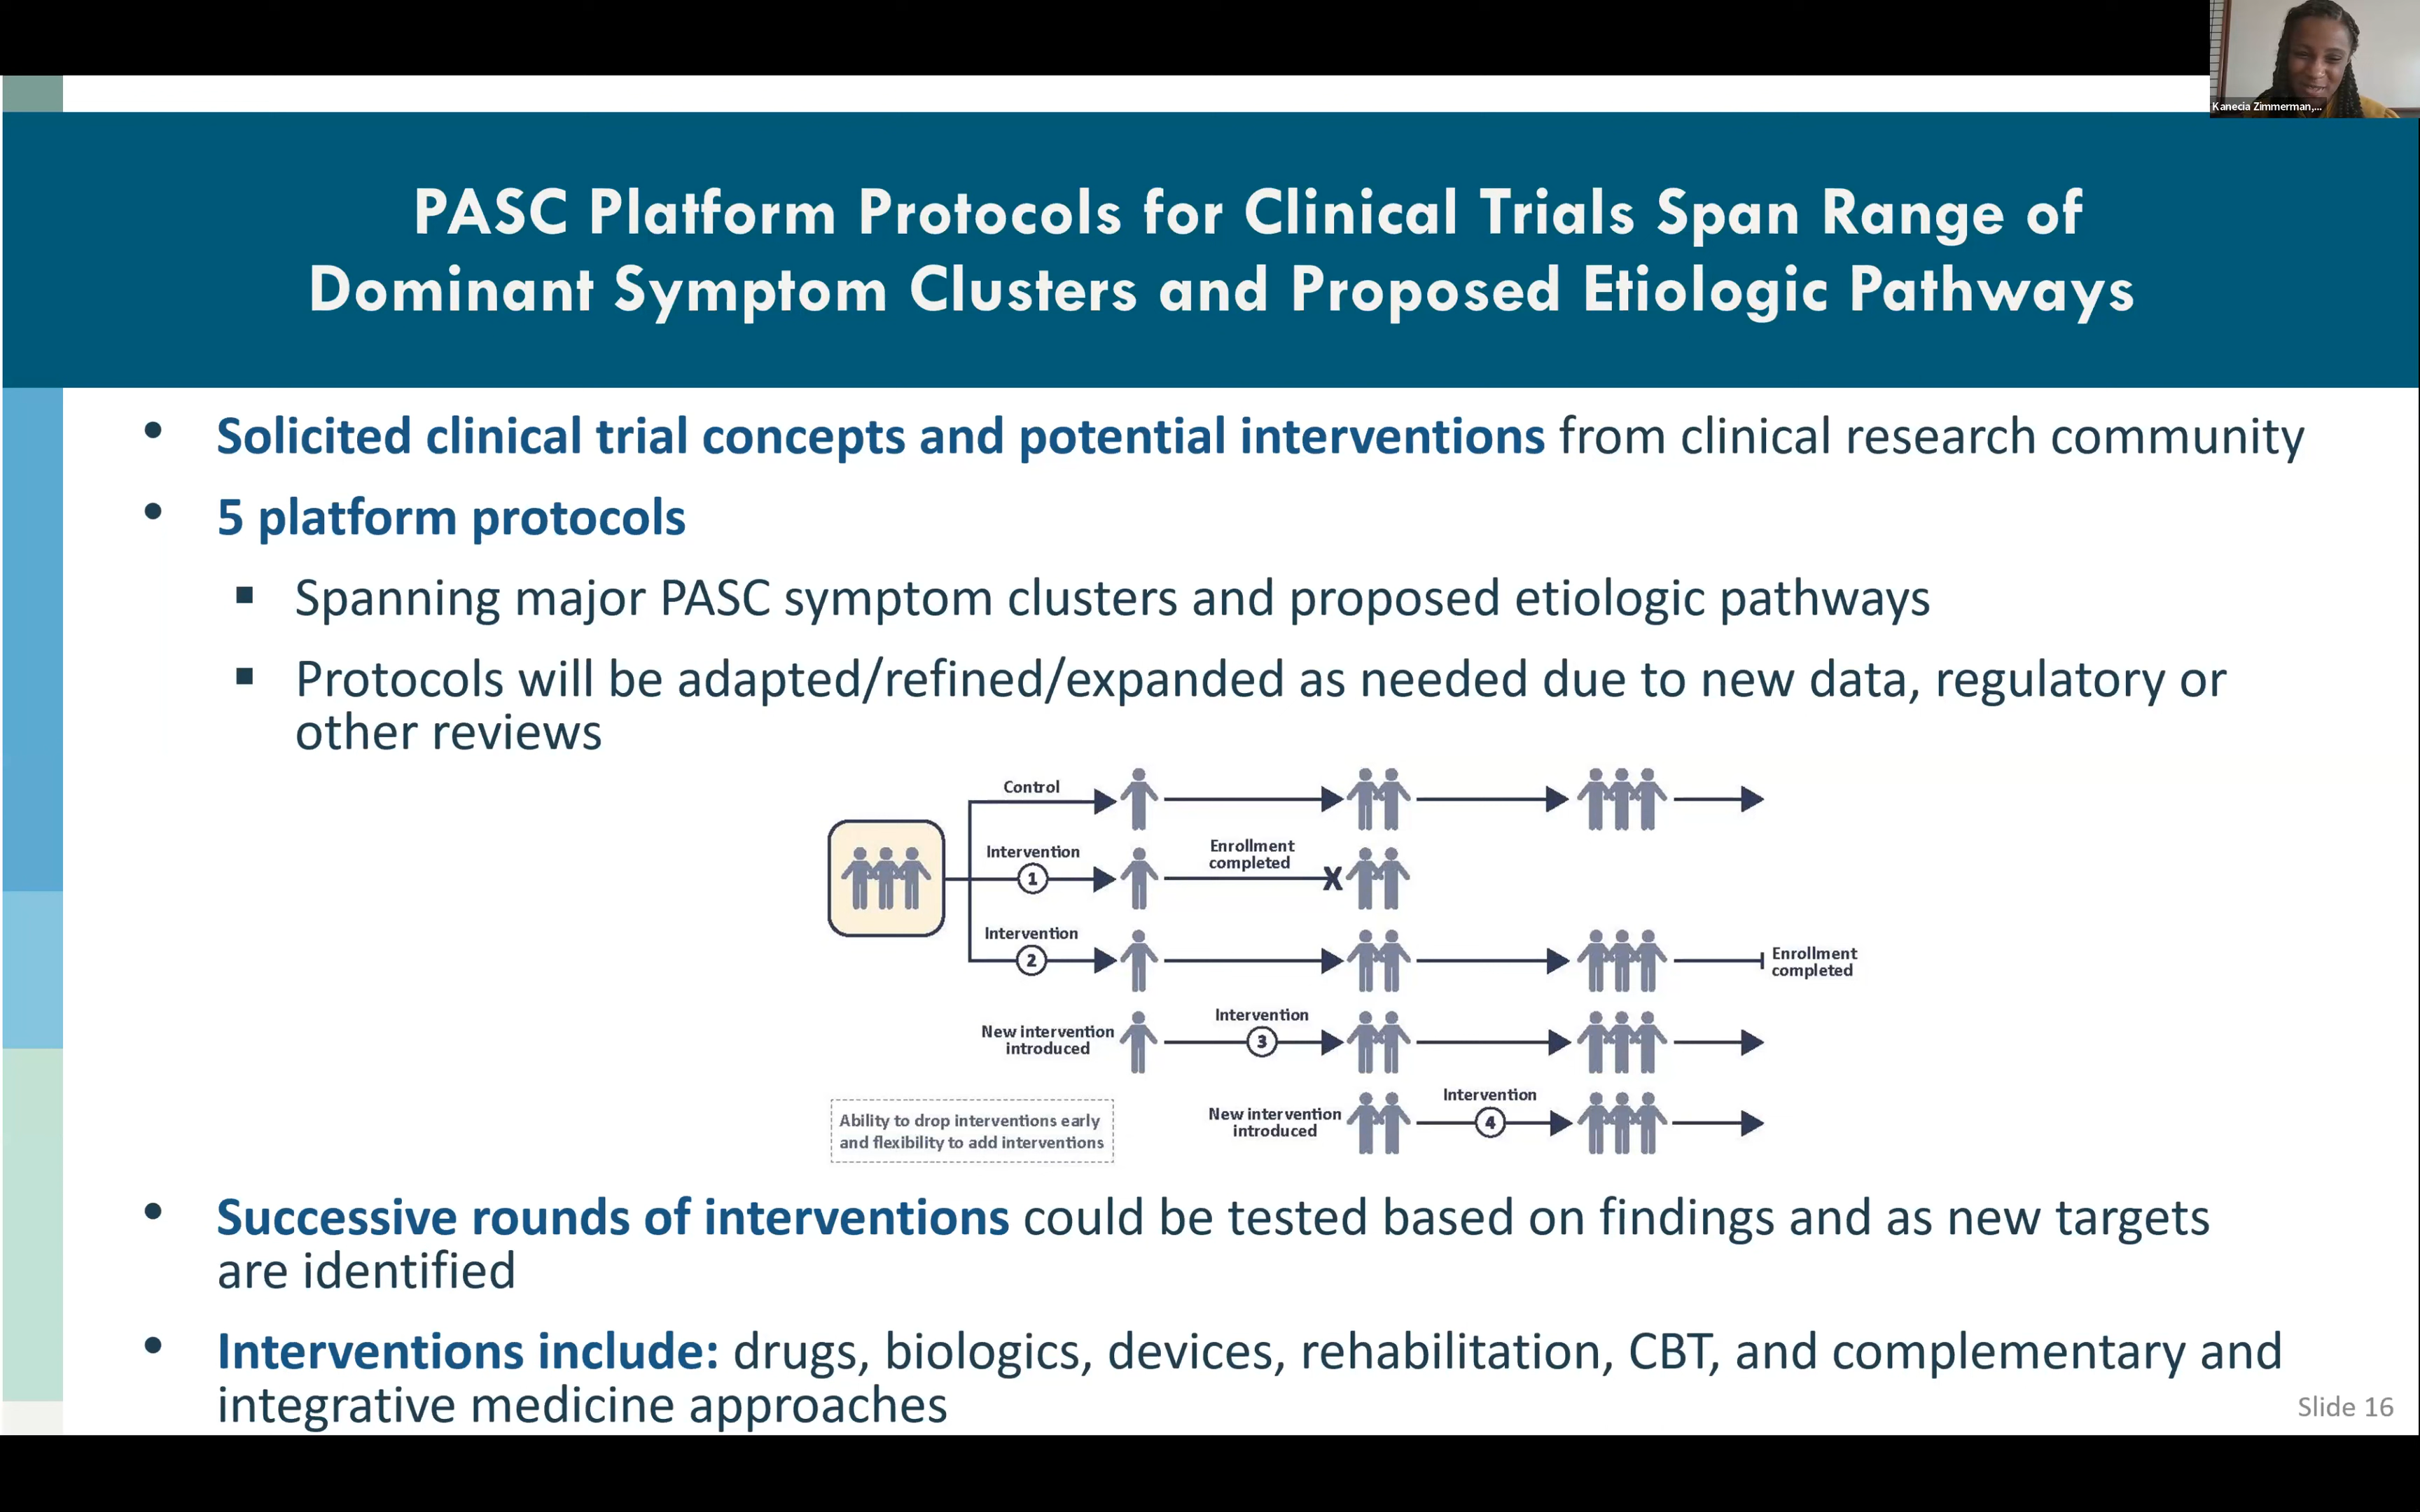 Kanecia Zimmerman,...
PASC Platform Protocols for Clinical Trials Span Range of
Dominant Symptom Clusters and Proposed Etiologic Pathways
• Solicited clinical trial concepts and potential interventions from clinical research community
• 5 platform protocols
▪ Spanning major PASC symptom clusters and proposed etiologic pathways
▪ Protocols will be adapted/refined/expanded as needed due to new data, regulatory or
other reviews
Control
Intervention
1
Enrollment
completed
X
Intervention
2
Enrollment
completed
New intervention
introduced
Intervention
3
New intervention
introduced
Intervention
4
Ability to drop interventions early
and flexibility to add interventions
• Successive rounds of interventions could be tested based on findings and as new targets
are identified
• Interventions include: drugs, biologics, devices, rehabilitation, CBT, and complementary and
integrative medicine approaches
Slide 16